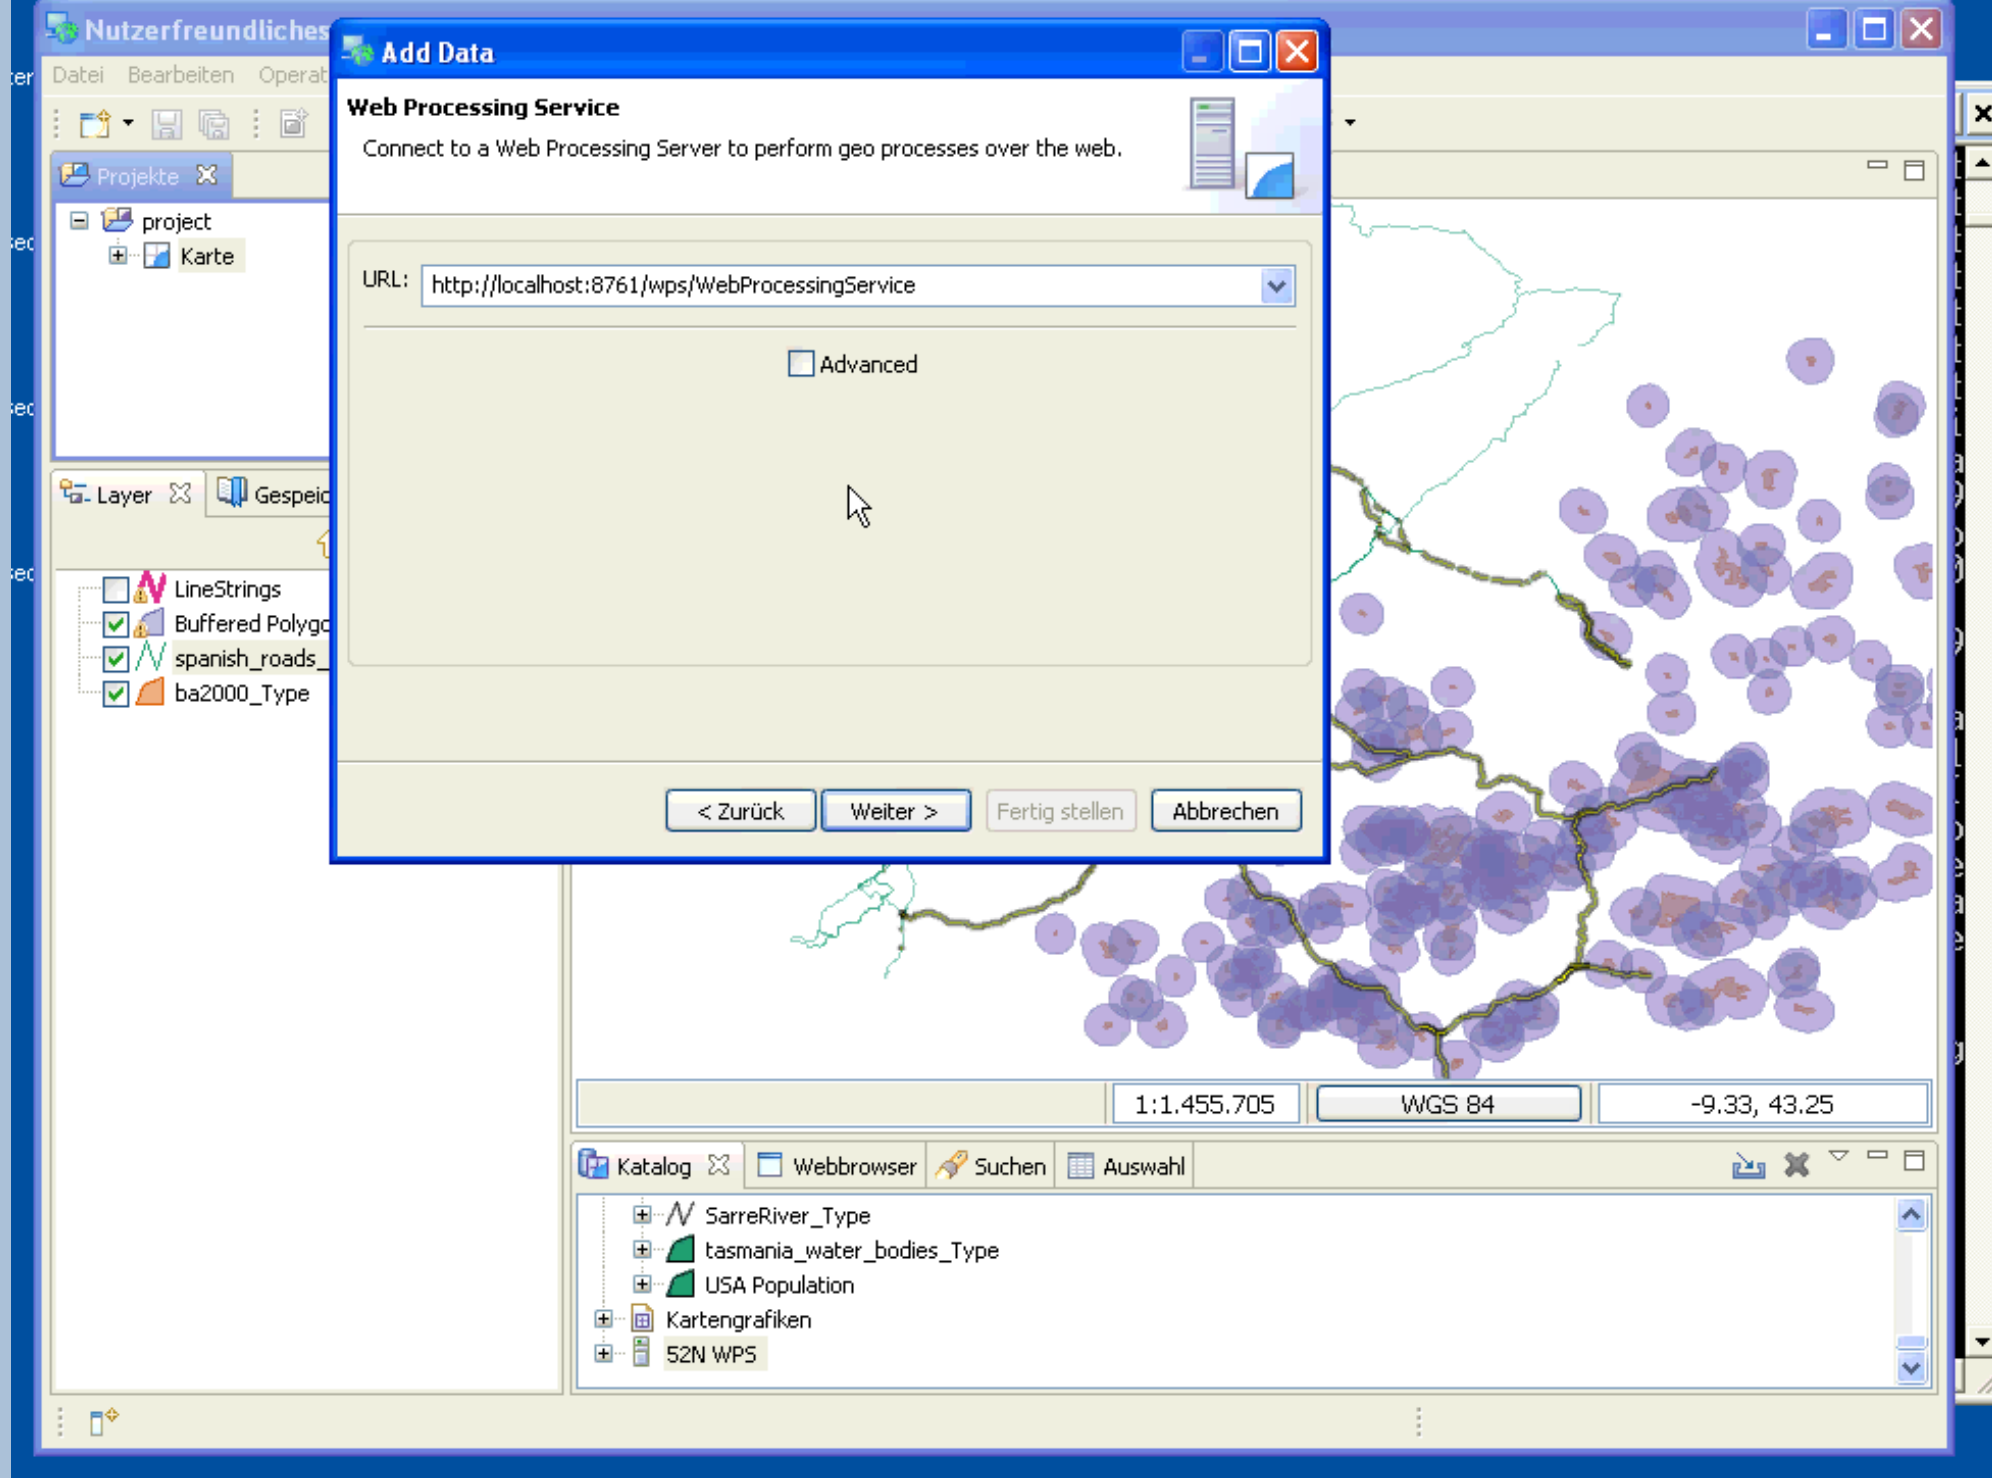 Nutzerfreundliches
Datei Bearbeiten Operat
Projekte
project
Karte
Layer Gespeic
LineStrings
Buffered Polygo
spanish_roads_
ba2000_Type
Add Data
Web Processing Service
Connect to a Web Processing Server to perform geo processes over the web.
URL: http://localhost:8761/wps/WebProcessingService
Advanced
< Zurück Weiter > Fertig stellen Abbrechen
1:1.455.705 WGS 84 -9.33, 43.25
Katalog Webbrowser Suchen Auswahl
SarreRiver_Type
tasmania_water_bodies_Type
USA Population
Kartengrafiken
52N WPS